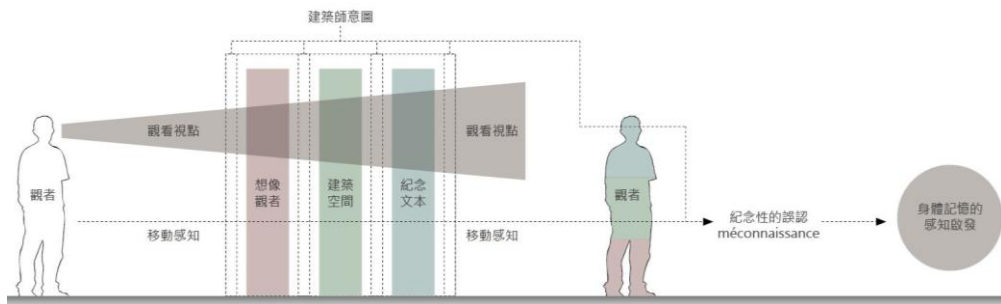 建築師意圖
觀看視點
觀看視點
觀者
想像
觀者
建築
空間
紀念
文本
觀者
移動感知
移動感知
紀念性的誤認
méconnaissance
身體記憶的
感知啟發